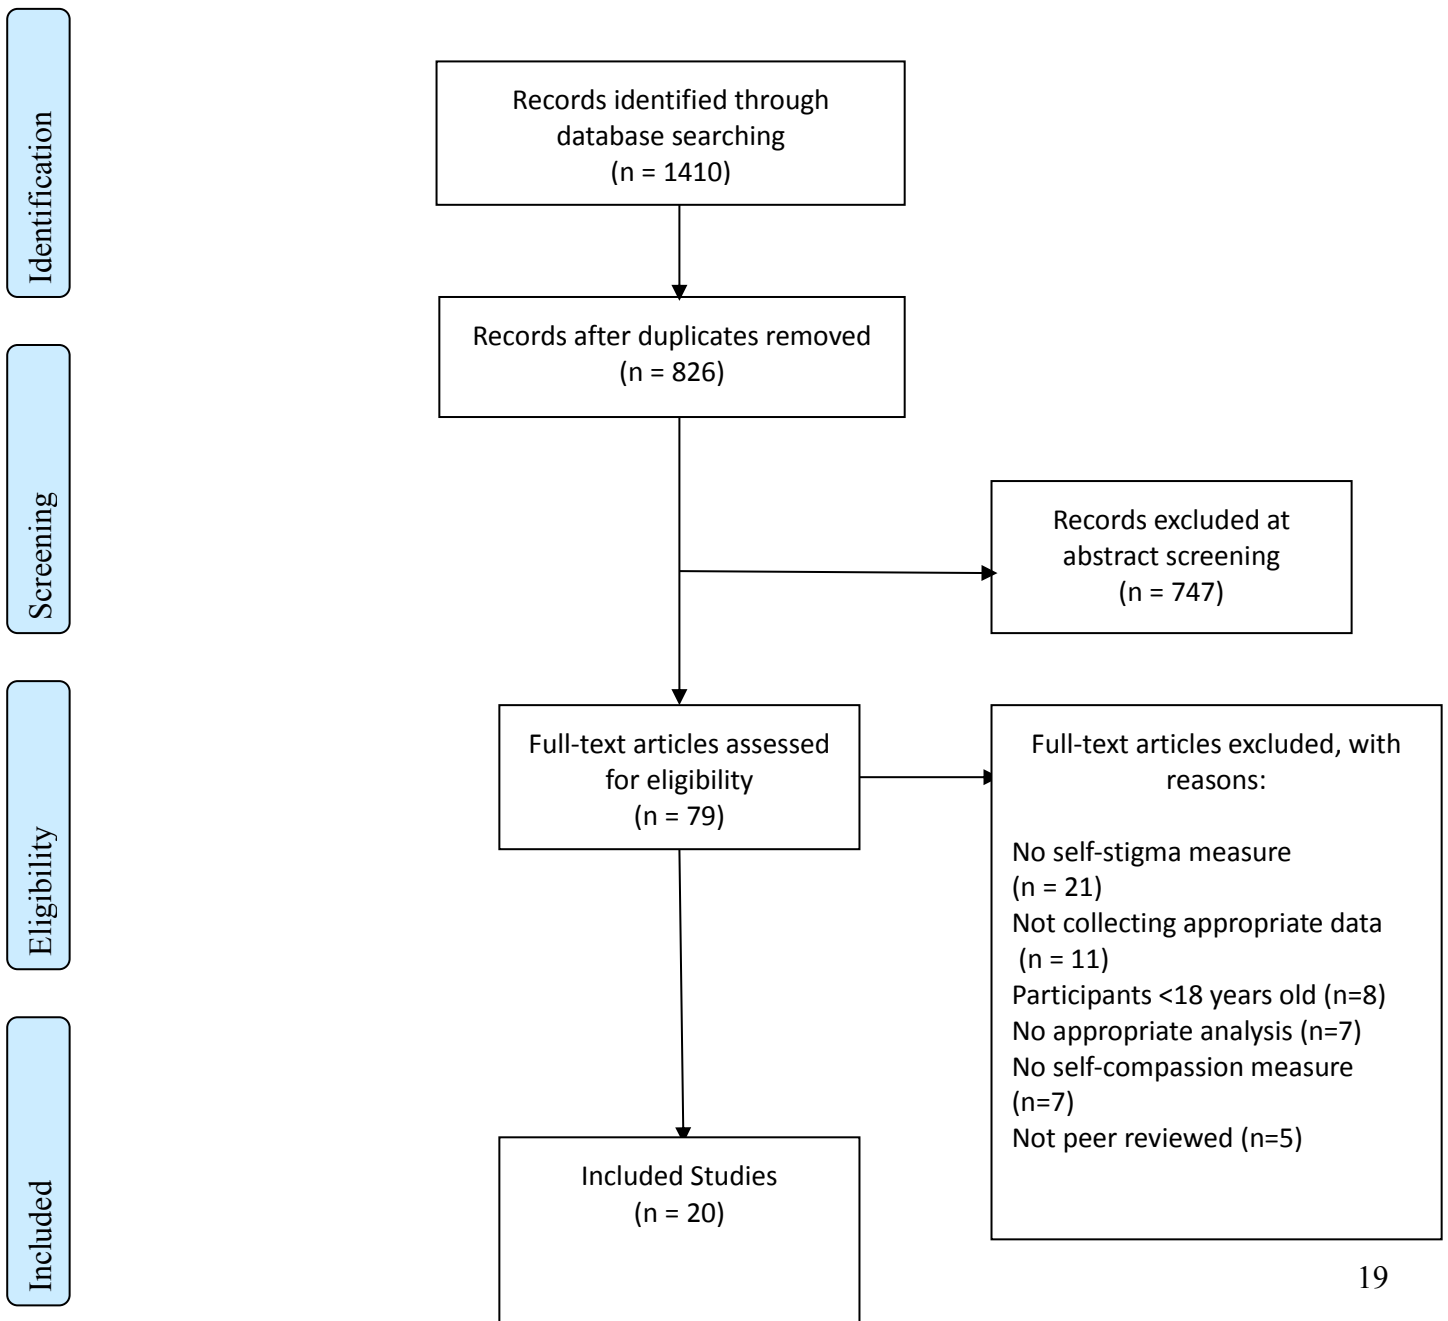 Identification
Records identified through
database searching
(n = 1410)
Records after duplicates removed
(n = 826)
Screening
Records excluded at
abstract screening
(n = 747)
Eligibility
Full-text articles assessed
for eligibility
(n = 79)
Full-text articles excluded, with
reasons:
No self-stigma measure
(n = 21)
Not collecting appropriate data
(n = 11)
Participants <18 years old (n=8)
No appropriate analysis (n=7)
No self-compassion measure
(n=7)
Not peer reviewed (n=5)
Included
Included Studies
(n = 20)
19